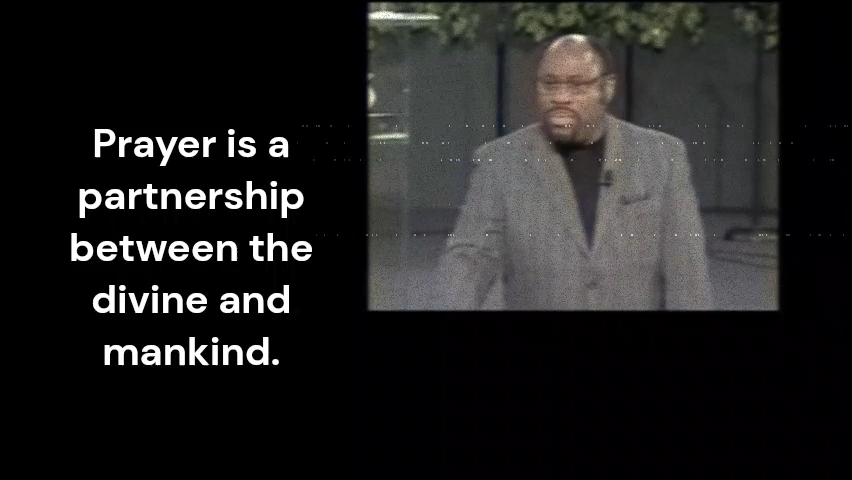 Prayer is a
partnership
between the
divine and
mankind.